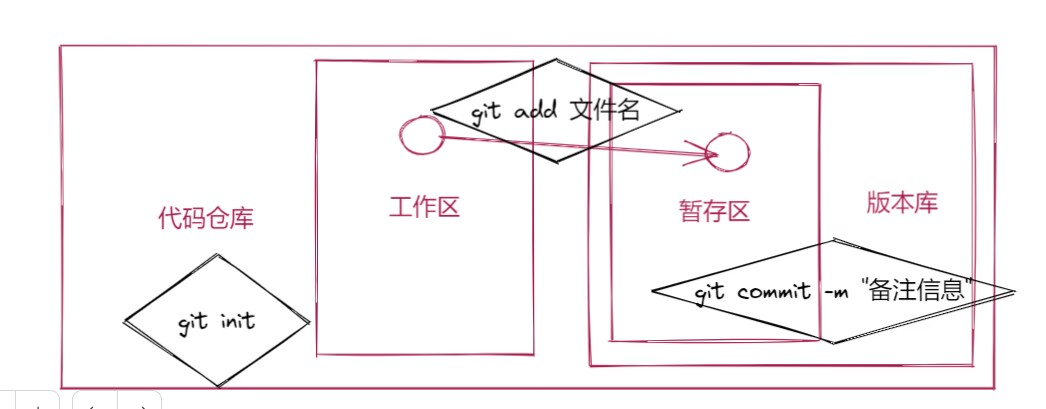 git add 文件名
工作区
代码仓库
暂存区
版本库
git init
git commit -m "备注信息"